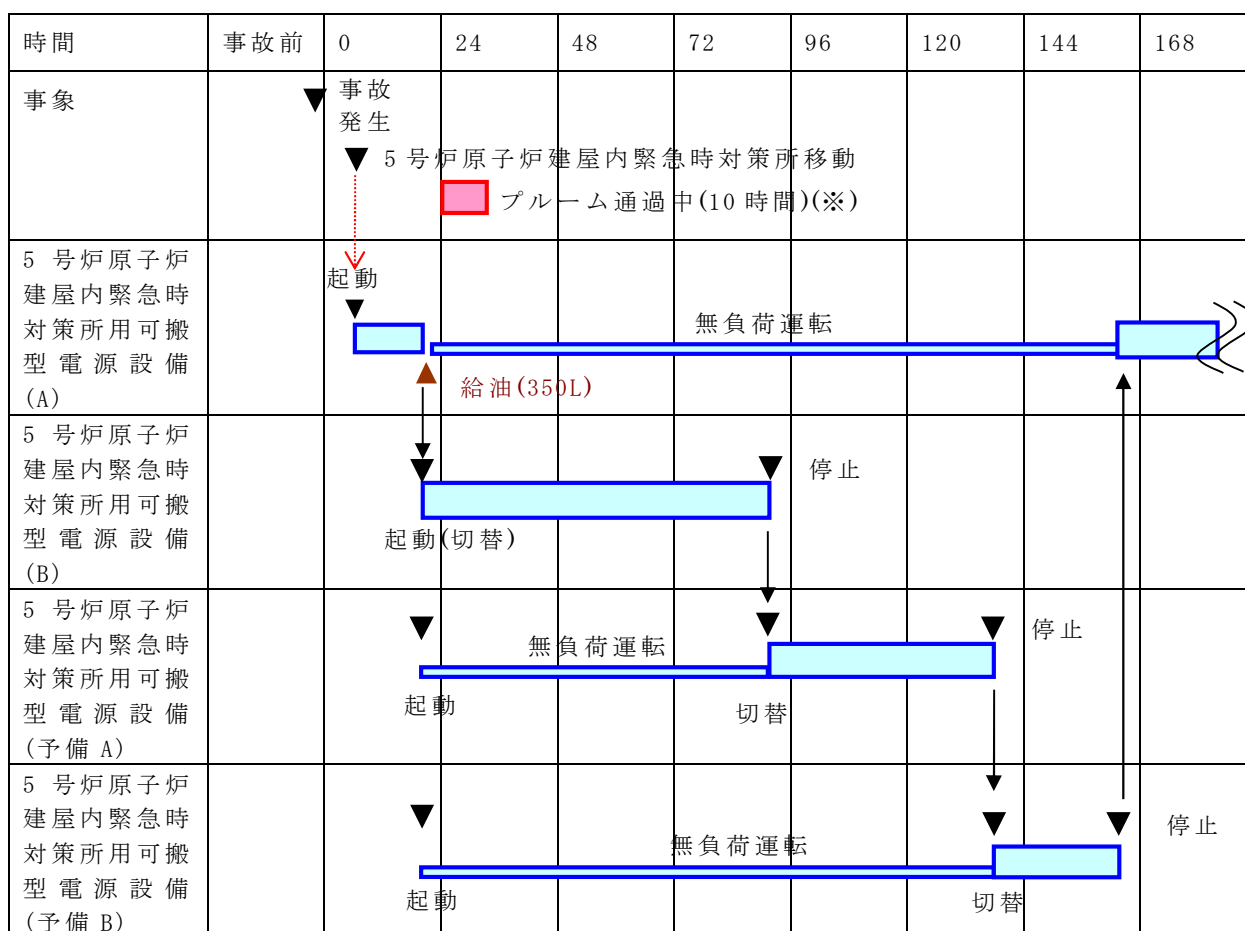 時間 事故前 0 24 48 72 96 120 144 168
事象
事故
発生
5号炉原子炉建屋内緊急時対策所移動
プルーム通過中(10時間)(※)
5 号炉原子炉
建屋内緊急時
対策所用可搬
型電源設備
(A)
起動
無負荷運転
給油(350L)
5 号炉原子炉
建屋内緊急時
対策所用可搬
型電源設備
(B)
停止
起動(切替)
5 号炉原子炉
建屋内緊急時
対策所用可搬
型電源設備
(予備 A)
無負荷運転
停止
起動
切替
5 号炉原子炉
建屋内緊急時
対策所用可搬
型電源設備
(予備 B)
無負荷運転
停止
起動
切替